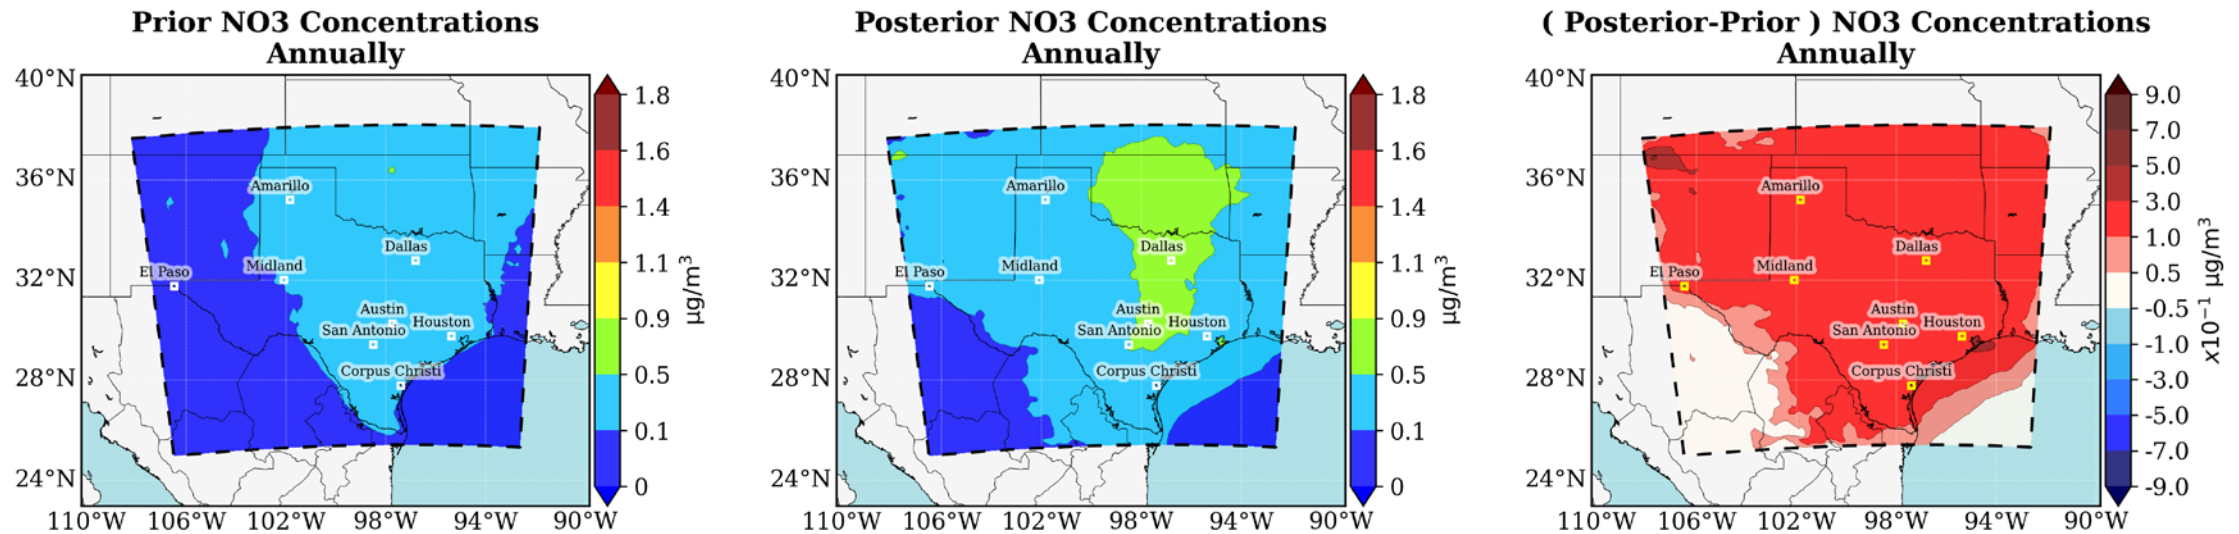 Prior NO3 Concentrations
Annually
40°N
36°N
32°N
28°N
24°N
110°W 106°W 102°W 98°W 94°W 90°W
Amarillo
Dallas
El Paso
Midland
Austin
San Antonio
Houston
Corpus Christi
1.8
1.6
1.4
1.1
0.9
0.5
0.1
0
μg/m³
Posterior NO3 Concentrations
Annually
40°N
36°N
32°N
28°N
24°N
110°W 106°W 102°W 98°W 94°W 90°W
Amarillo
Dallas
El Paso
Midland
Austin
San Antonio
Houston
Corpus Christi
1.8
1.6
1.4
1.1
0.9
0.5
0.1
0
μg/m³
( Posterior-Prior ) NO3 Concentrations
Annually
40°N
36°N
32°N
28°N
24°N
110°W 106°W 102°W 98°W 94°W 90°W
Amarillo
Dallas
El Paso
Midland
Austin
San Antonio
Houston
Corpus Christi
9.0
7.0
5.0
3.0
1.0
0.5
-0.5
-1.0
-3.0
-5.0
-7.0
-9.0
x10⁻¹ μg/m³